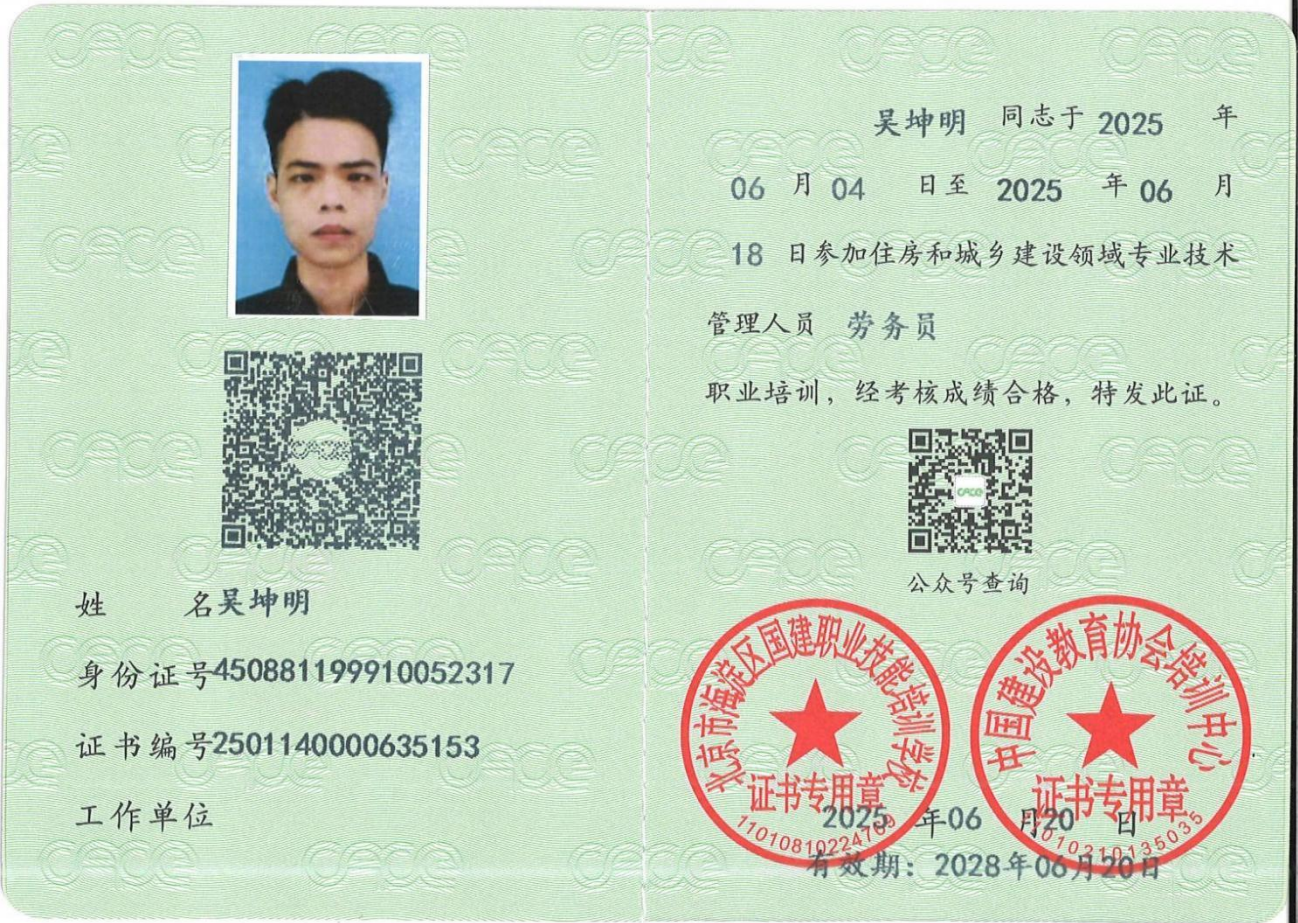 姓 名吴坤明
身份证号450881199910052317
证书编号2501140000635153
工作单位
吴坤明 同志于 2025 年
06 月 04 日至 2025 年 06 月
18 日参加住房和城乡建设领域专业技术
管理人员 劳务员
职业培训，经考核成绩合格，特发此证。
公众号查询
北京市海淀区国建职业技能培训学校
证书专用章
11010810224769
中国建设教育协会培训中心
证书专用章
11010210135035
2025 年06 月20 日
有效期：2028年06月20日